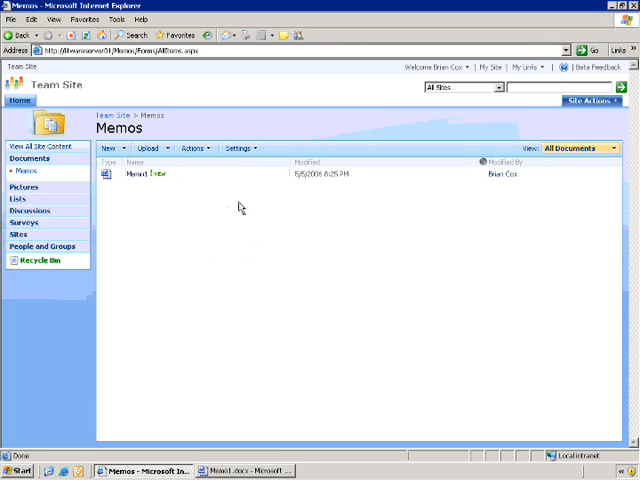 Memos - Microsoft Internet Explorer
File Edit View Favorites Tools Help
Back Search Favorites
Address http://litwareserver01/Memos/Forms/AllItems.aspx Go Links »
Team Site Welcome Brian Cox My Site My Links Beta Feedback
Team Site All Sites
Home Site Actions
Team Site > Memos
Memos
View All Site Content
Documents
Memos
Pictures
Lists
Discussions
Surveys
Sites
People and Groups
Recycle Bin
New Upload Actions Settings View: All Documents
Type Name Modified Modified By
Memo1 ! NEW 5/5/2006 8:25 PM Brian Cox
Done Local intranet
Start Memos - Microsoft In... Memo1.docx - Microsoft ... «